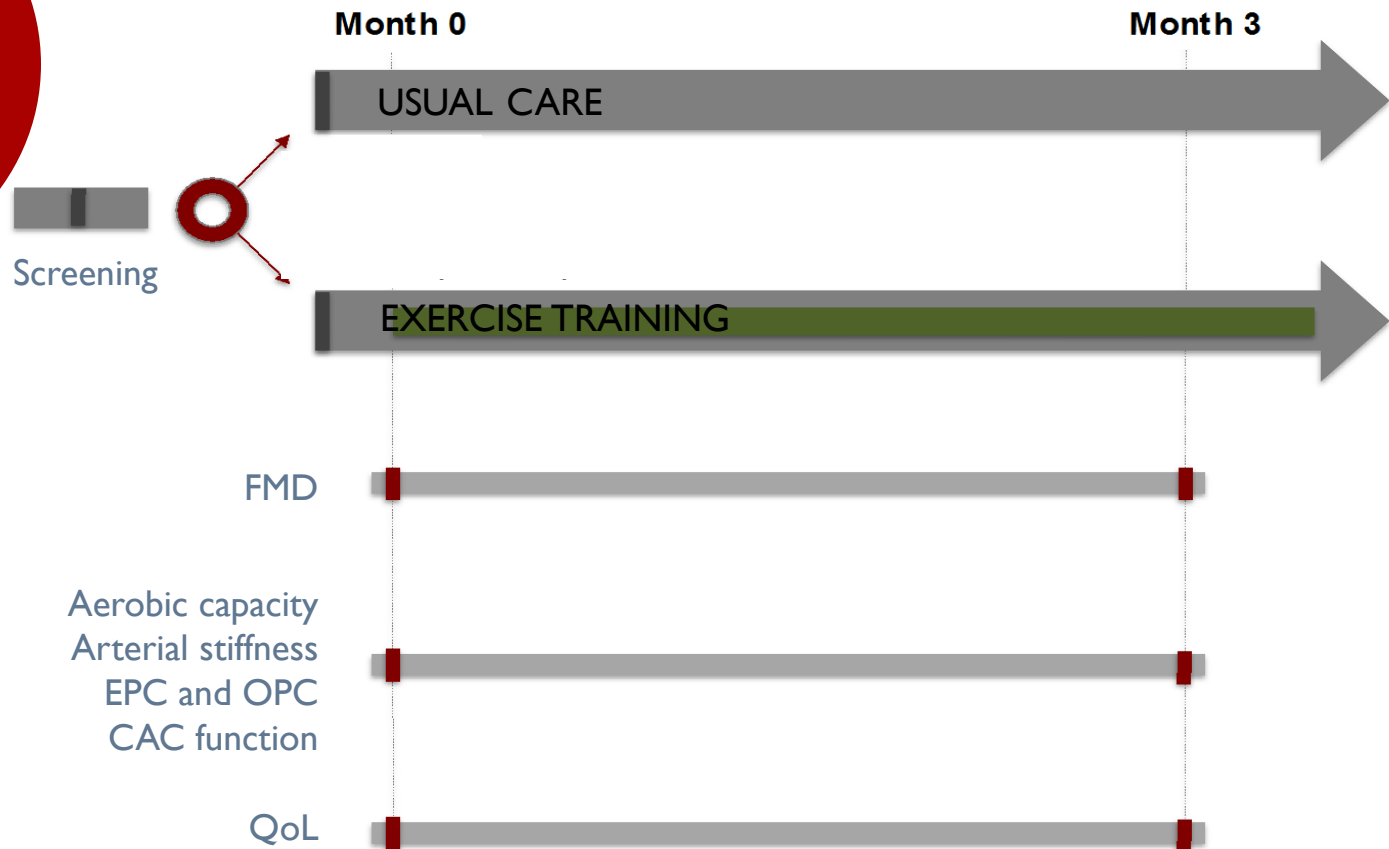 Month 0
Month 3
USUAL CARE
Screening
EXERCISE TRAINING
FMD
Aerobic capacity
Arterial stiffness
EPC and OPC
CAC function
QoL